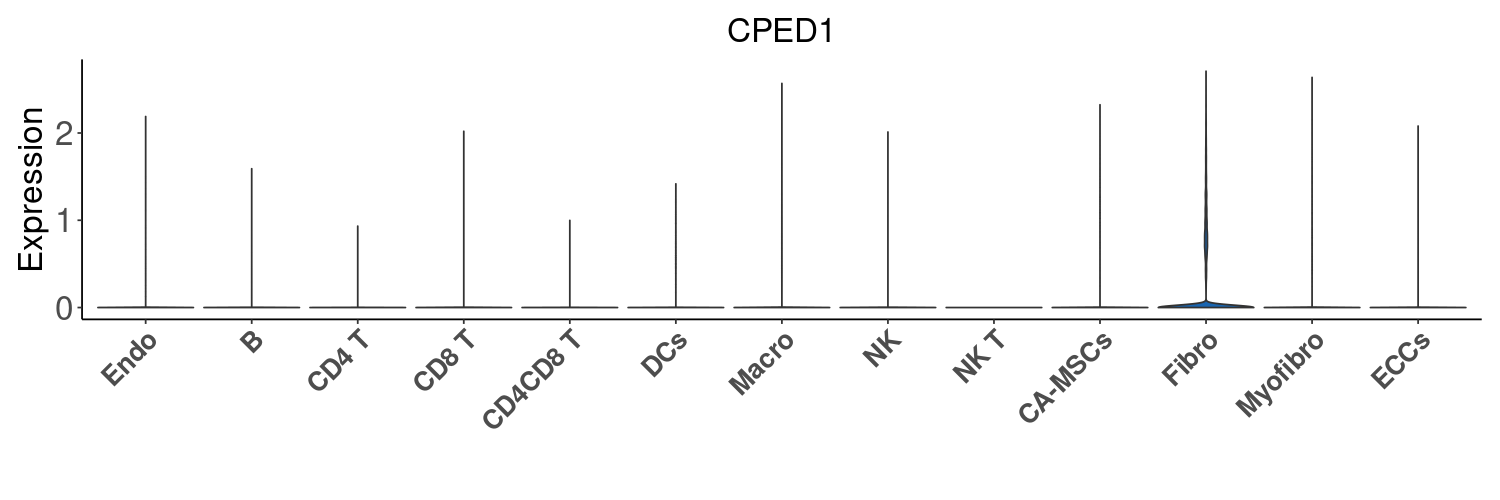 CPED1
Expression
2
1
0
Endo
B
CD4 T
CD8 T
CD4CD8 T
DCs
Macro
NK
NK T
CA-MSCs
Fibro
Myofibro
ECCs